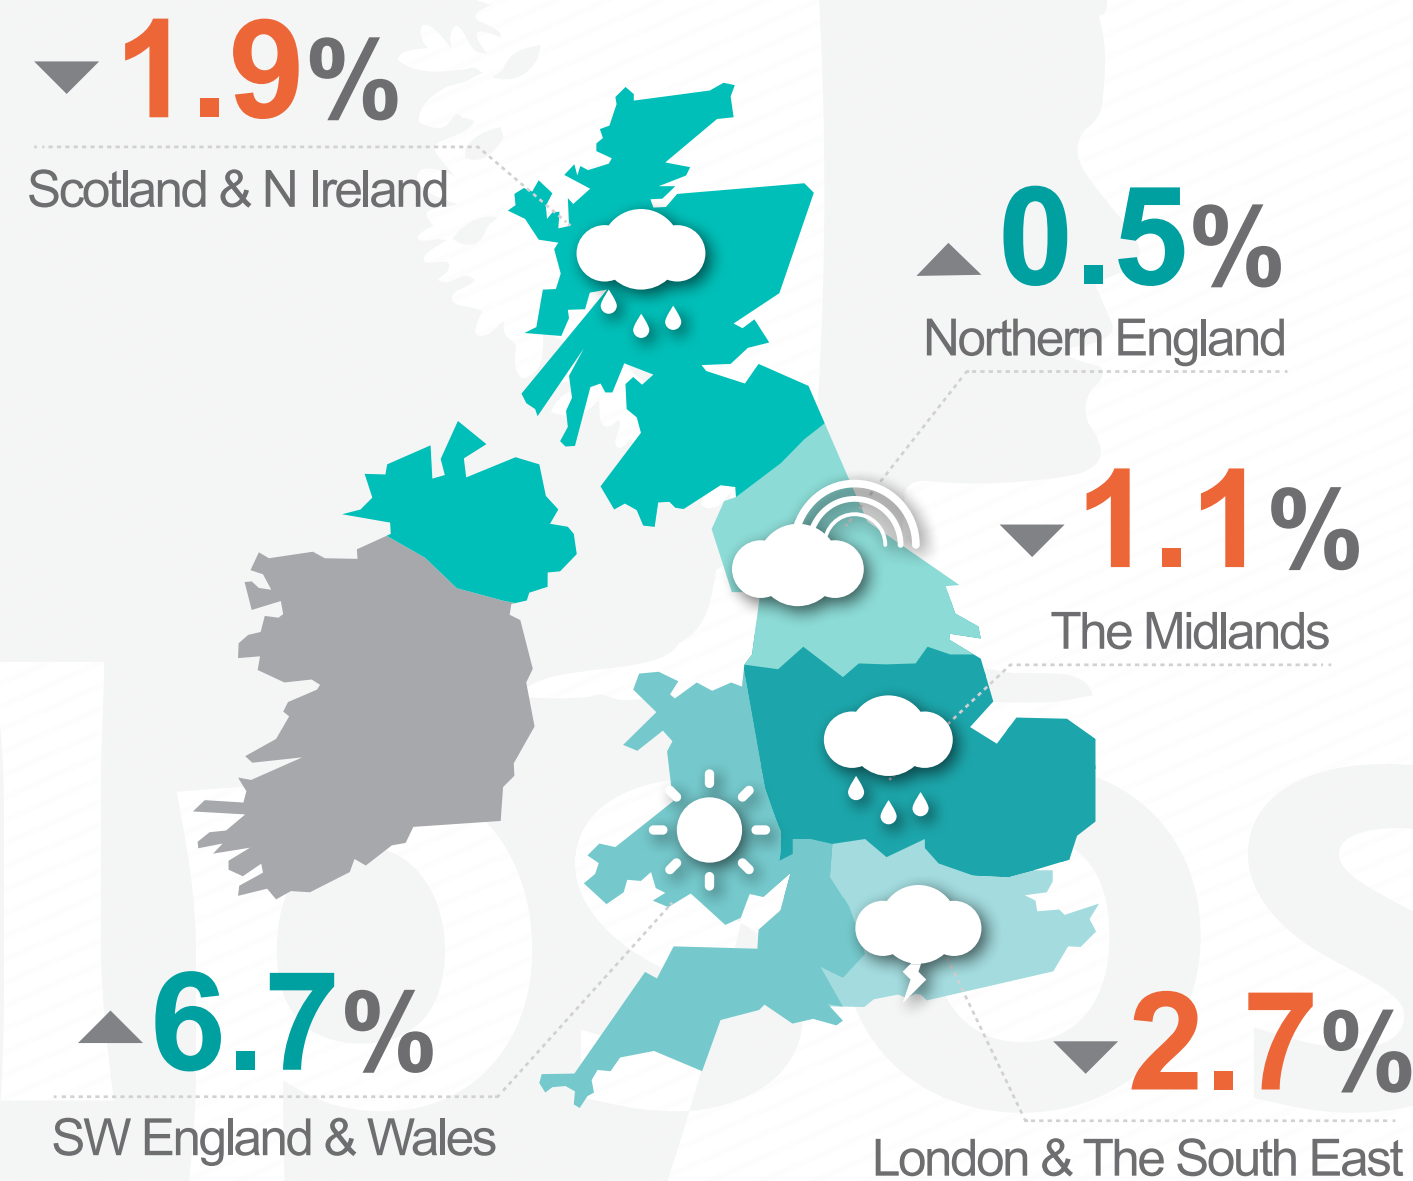 ▼1.9%
Scotland & N Ireland
▲0.5%
Northern England
▼1.1%
The Midlands
▲6.7%
SW England & Wales
▼2.7%
London & The South East